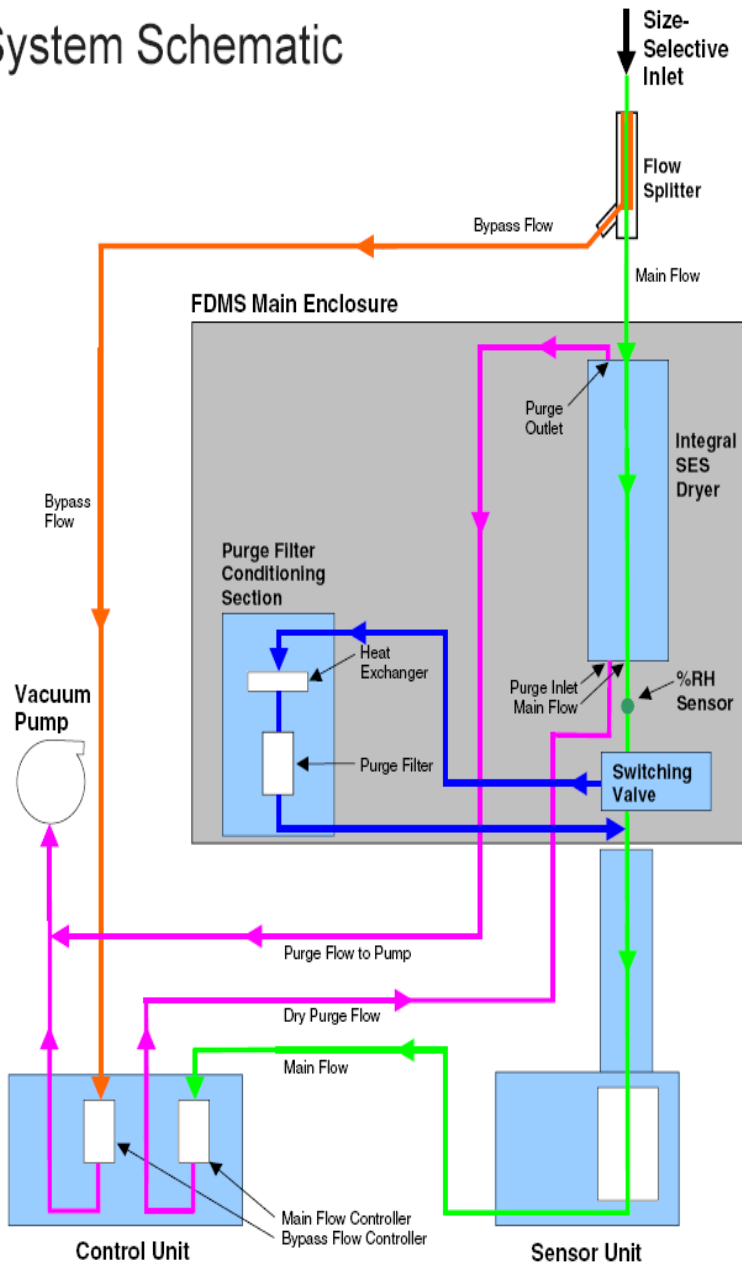 System Schematic
Size-
Selective
Inlet
Flow
Splitter
Bypass Flow
Main Flow
FDMS Main Enclosure
Purge
Outlet
Integral
SES
Dryer
Bypass
Flow
Purge Filter
Conditioning
Section
Heat
Exchanger
Purge Inlet
Main Flow
%RH
Sensor
Vacuum
Pump
Purge Filter
Switching
Valve
Purge Flow to Pump
Dry Purge Flow
Main Flow
Main Flow Controller
Bypass Flow Controller
Control Unit
Sensor Unit